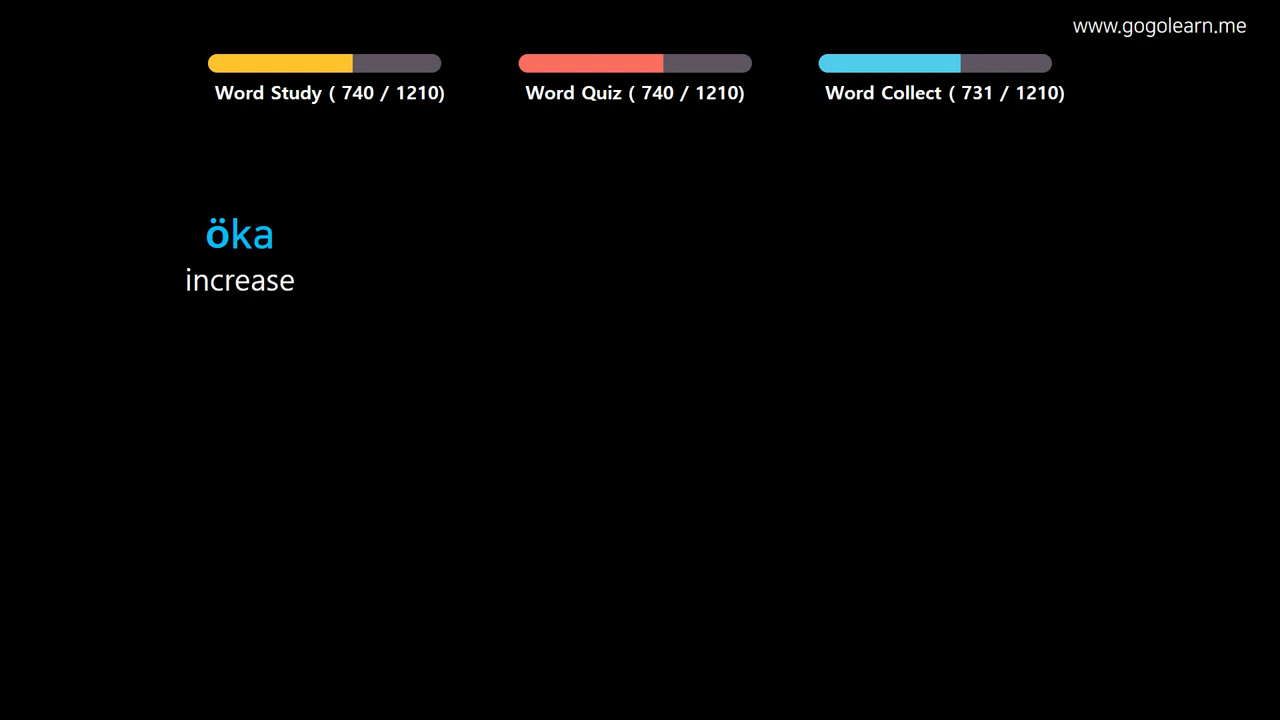 www.gogolearn.me
Word Study ( 740 / 1210)
Word Quiz ( 740 / 1210)
Word Collect ( 731 / 1210)
öka
increase